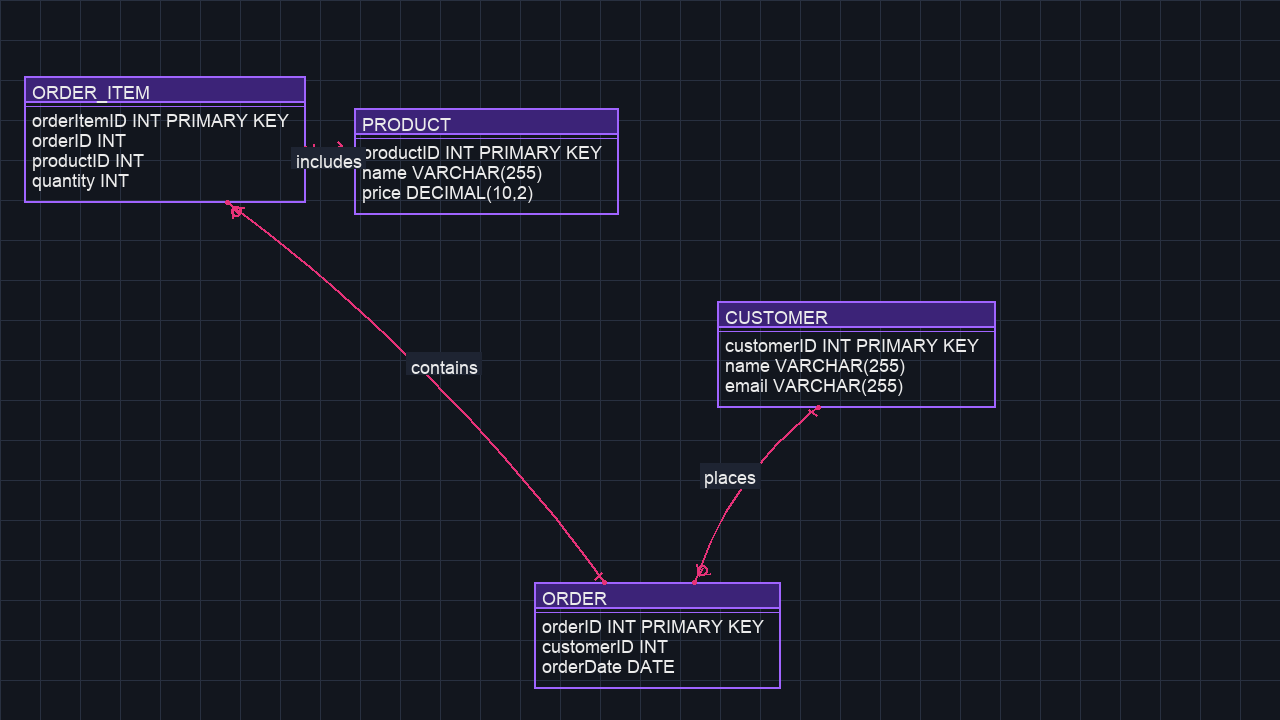 ORDER_ITEM
orderItemID INT PRIMARY KEY
orderID INT
productID INT
quantity INT
includes
PRODUCT
productID INT PRIMARY KEY
name VARCHAR(255)
price DECIMAL(10,2)
contains
CUSTOMER
customerID INT PRIMARY KEY
name VARCHAR(255)
email VARCHAR(255)
places
ORDER
orderID INT PRIMARY KEY
customerID INT
orderDate DATE